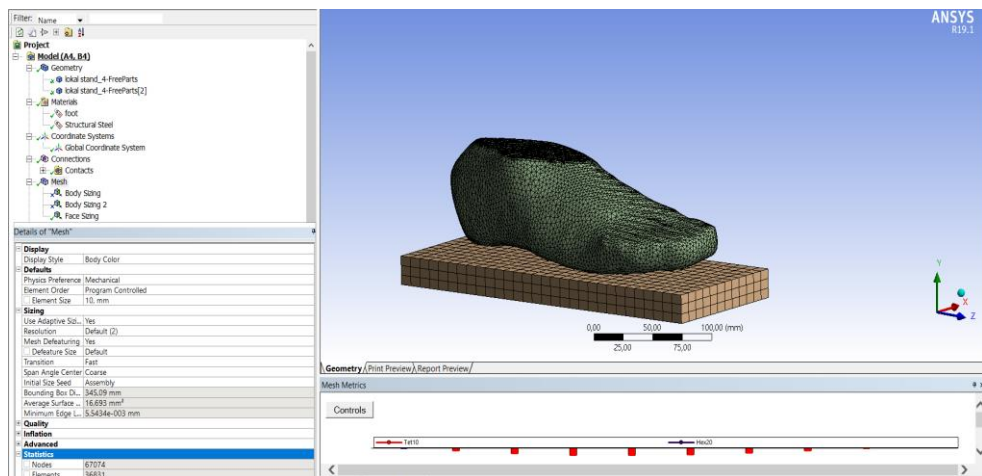 Filter: Name
Project
Model (A4, B4)
Geometry
lokal stand_4-FreeParts
lokal stand_4-FreeParts[2]
Materials
foot
Structural Steel
Coordinate Systems
Global Coordinate System
Connections
Contacts
Mesh
Body Sizing
Body Sizing 2
Face Sizing
Details of "Mesh"
Display
Display Style Body Color
Defaults
Physics Preference Mechanical
Element Order Program Controlled
Element Size 10, mm
Sizing
Use Adaptive Sizi... Yes
Resolution Default (2)
Mesh Defeaturing Yes
Defeature Size Default
Transition Fast
Span Angle Center Coarse
Initial Size Seed Assembly
Bounding Box Di... 345,09 mm
Average Surface ... 16,693 mm²
Minimum Edge L... 5,5434e-003 mm
Quality
Inflation
Advanced
Statistics
Nodes 67074
Elements 36831
ANSYS
R19.1
Y
X
Z
0,00 50,00 100,00 (mm)
25,00 75,00
Geometry Print Preview Report Preview
Mesh Metrics
Controls
Tet10 Hex20